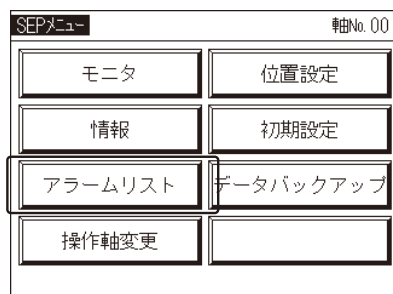 SEPメニュー 軸No. 00
モニタ 位置設定
情報 初期設定
アラームリスト データバックアップ
操作軸変更